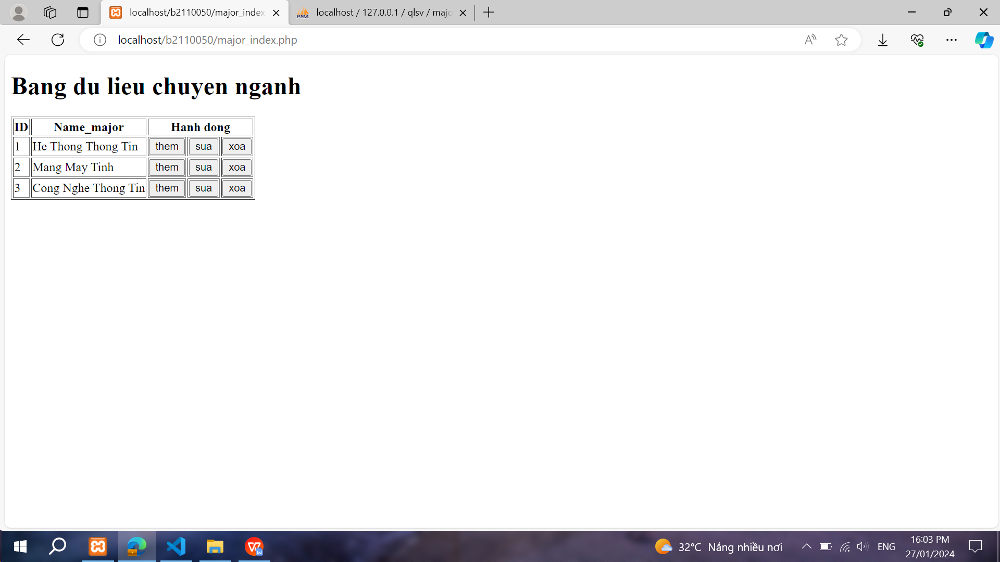 localhost/b2110050/major_index
localhost / 127.0.0.1 / qlsv / majo
localhost/b2110050/major_index.php
Bang du lieu chuyen nganh
ID Name_major Hanh dong
1 He Thong Thong Tin them sua xoa
2 Mang May Tinh them sua xoa
3 Cong Nghe Thong Tin them sua xoa
32°C Nắng nhiều nơi
ENG
16:03 PM
27/01/2024